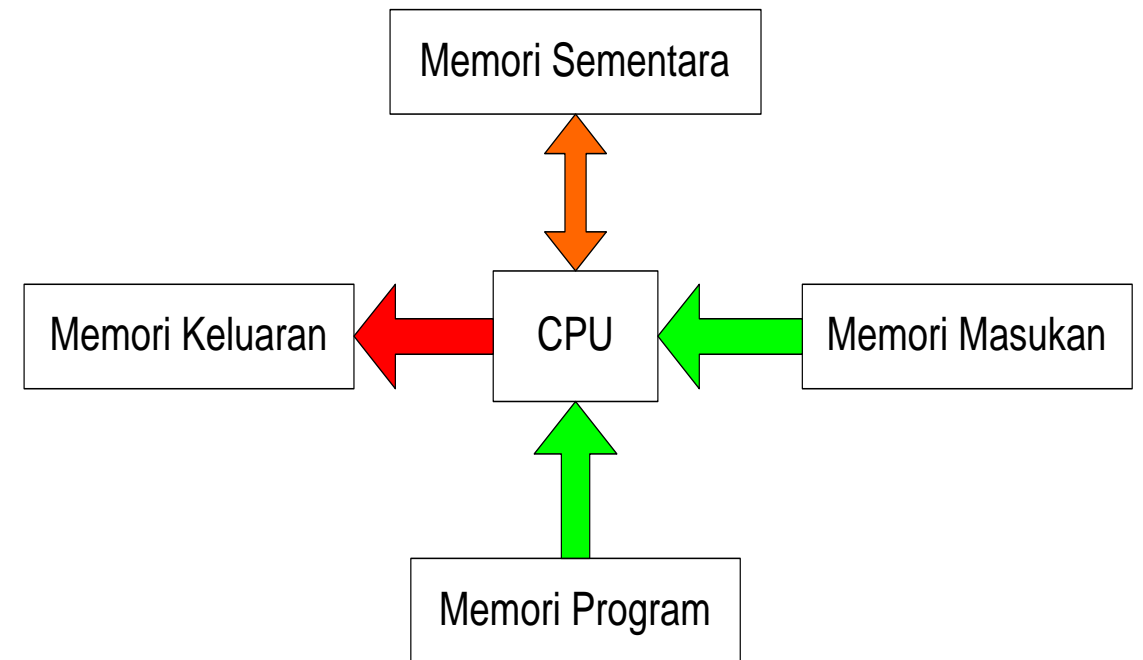 Memori Sementara
Memori Keluaran
CPU
Memori Masukan
Memori Program